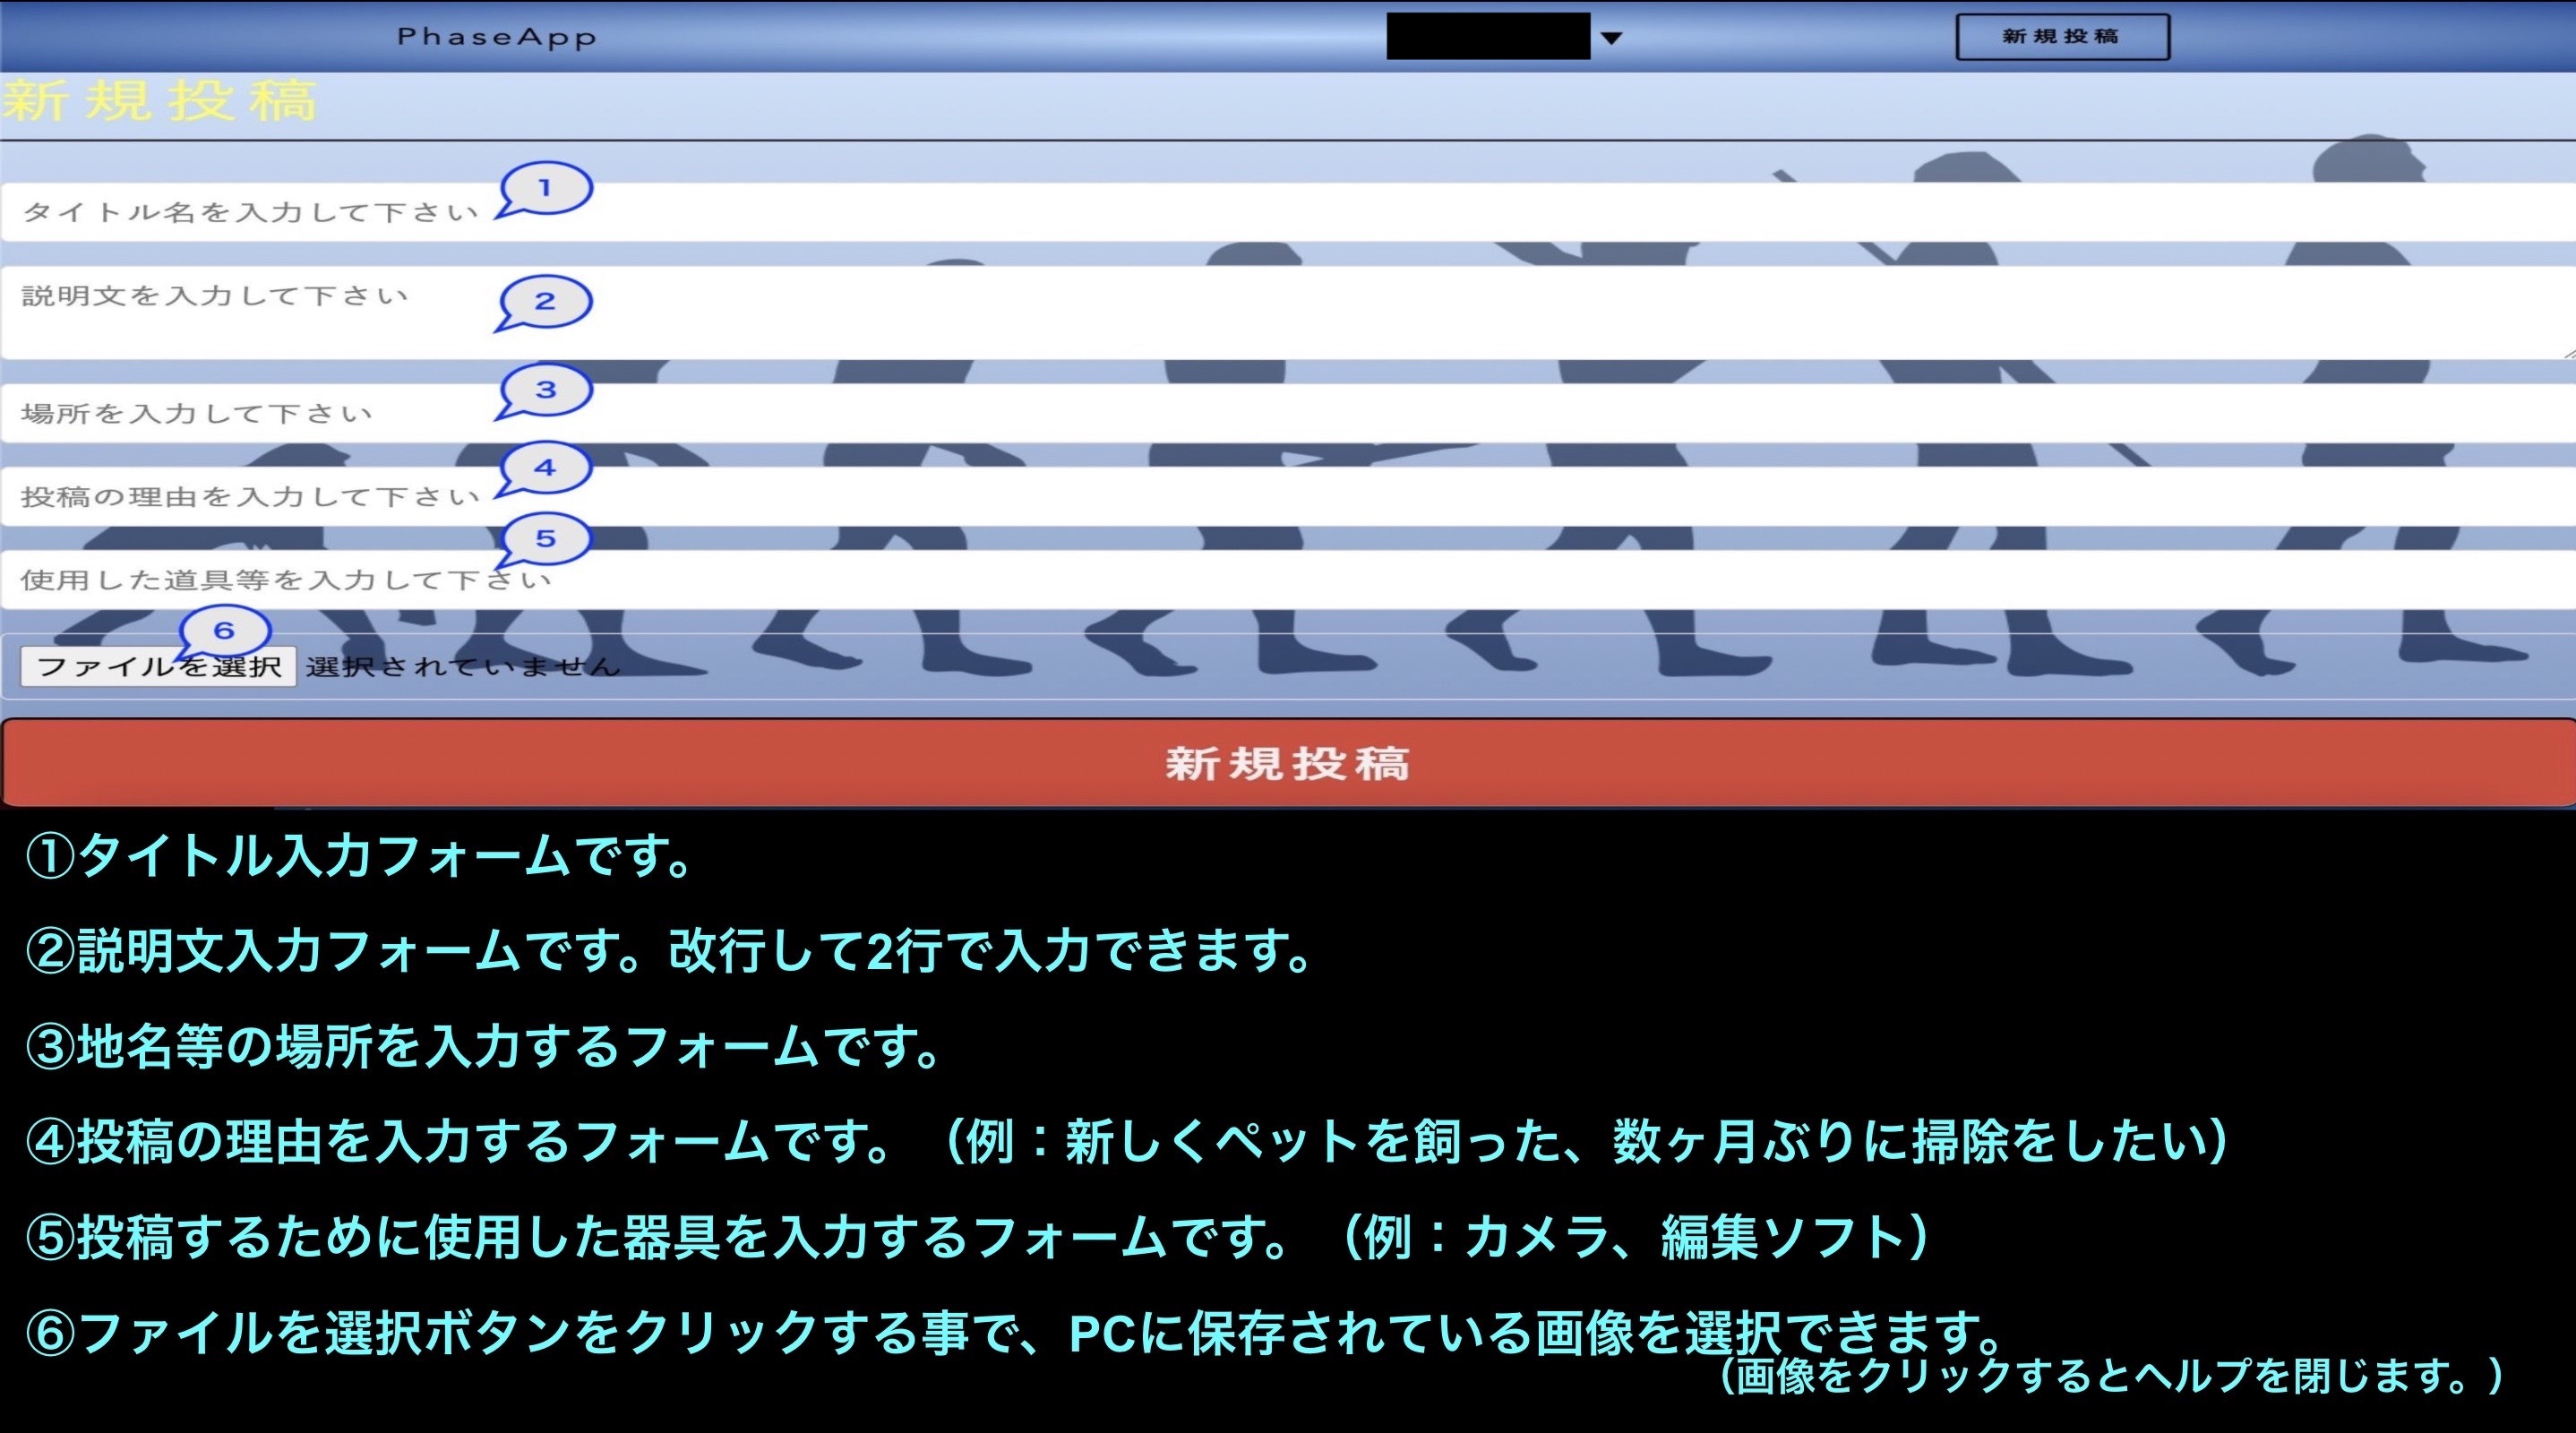 PhaseApp ▼ 新規投稿
新規投稿
1
タイトル名を入力して下さい
2
説明文を入力して下さい
3
場所を入力して下さい
4
投稿の理由を入力して下さい
5
使用した道具等を入力して下さい
6
ファイルを選択 選択されていません
新規投稿
①タイトル入力フォームです。
②説明文入力フォームです。改行して2行で入力できます。
③地名等の場所を入力するフォームです。
④投稿の理由を入力するフォームです。（例：新しくペットを飼った、数ヶ月ぶりに掃除をしたい）
⑤投稿するために使用した器具を入力するフォームです。（例：カメラ、編集ソフト）
⑥ファイルを選択ボタンをクリックする事で、PCに保存されている画像を選択できます。
（画像をクリックするとヘルプを閉じます。）